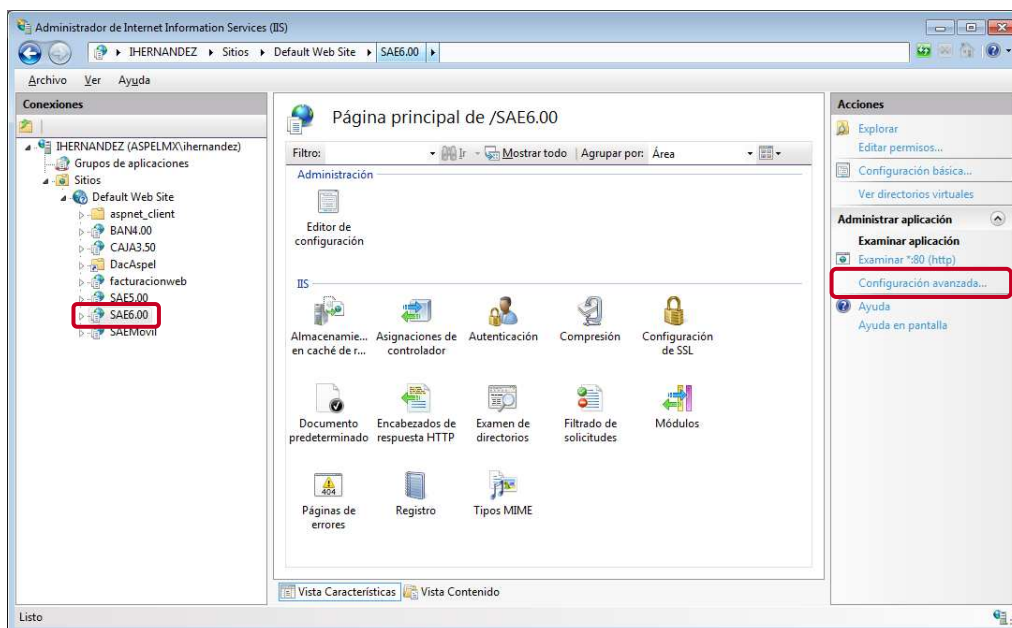 Administrador de Internet Information Services (IIS)
IHERNANDEZ Sitios Default Web Site SAE6.00
Archivo Ver Ayuda
Conexiones
IHERNANDEZ (ASPELMX\ihernandez)
Grupos de aplicaciones
Sitios
Default Web Site
aspnet_client
BAN4.00
CAJA3.50
DacAspel
facturacionweb
SAE5.00
SAE6.00
SAEMovil
Página principal de /SAE6.00
Filtro: Ir Mostrar todo Agrupar por: Área
Administración
Editor de
configuración
IIS
Almacenamie... Asignaciones de Autenticación Compresión Configuración
en caché de r... controlador de SSL
Documento Encabezados de Examen de Filtrado de Módulos
predeterminado respuesta HTTP directorios solicitudes
404
Páginas de Registro Tipos MIME
errores
Vista Características Vista Contenido
Acciones
Explorar
Editar permisos...
Configuración básica...
Ver directorios virtuales
Administrar aplicación
Examinar aplicación
Examinar *:80 (http)
Configuración avanzada...
Ayuda
Ayuda en pantalla
Listo